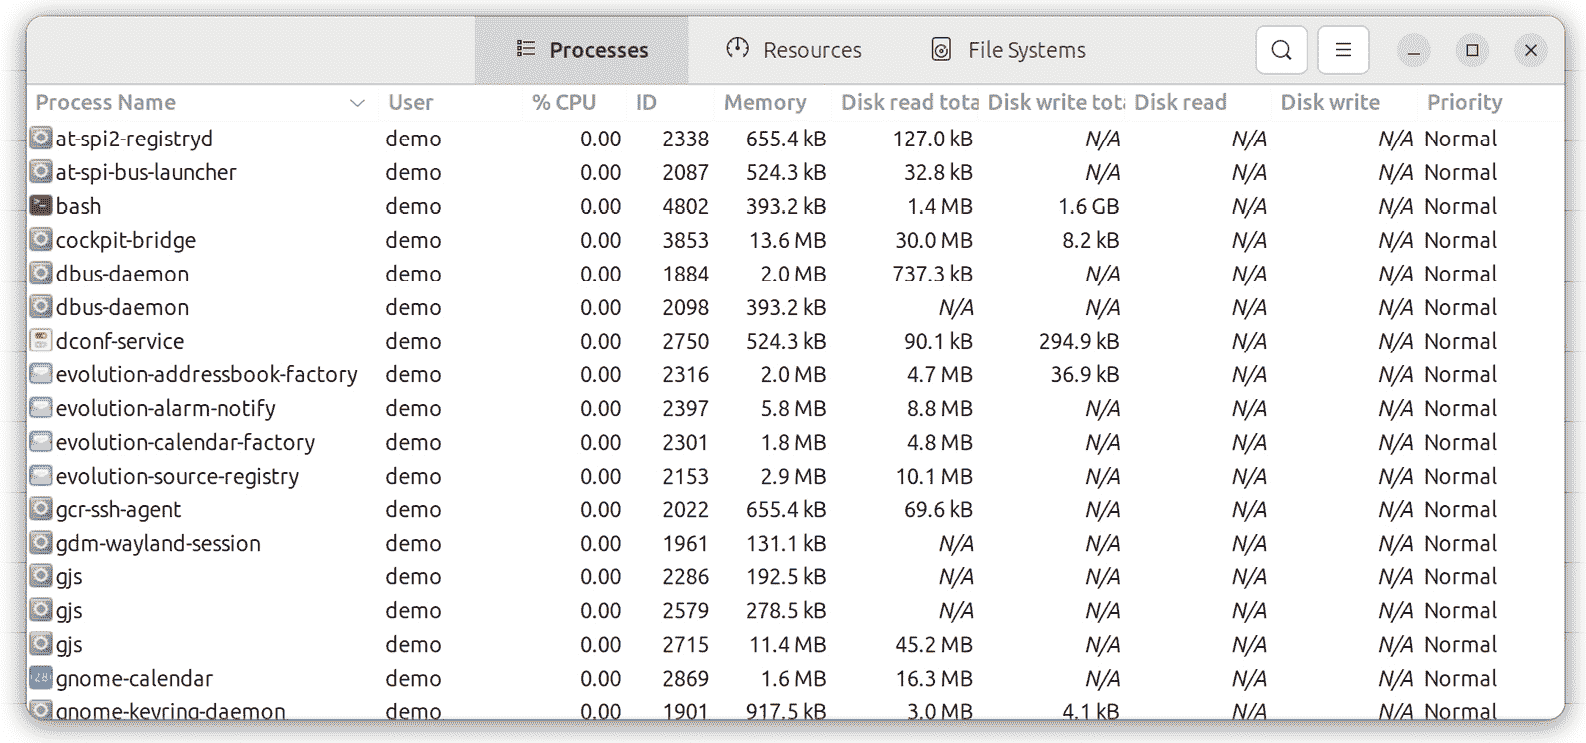 Processes Resources File Systems
Process Name User % CPU ID Memory Disk read tota Disk write tota Disk read Disk write Priority
at-spi2-registryd demo 0.00 2338 655.4 kB 127.0 kB N/A N/A N/A Normal
at-spi-bus-launcher demo 0.00 2087 524.3 kB 32.8 kB N/A N/A N/A Normal
bash demo 0.00 4802 393.2 kB 1.4 MB 1.6 GB N/A N/A Normal
cockpit-bridge demo 0.00 3853 13.6 MB 30.0 MB 8.2 kB N/A N/A Normal
dbus-daemon demo 0.00 1884 2.0 MB 737.3 kB N/A N/A N/A Normal
dbus-daemon demo 0.00 2098 393.2 kB N/A N/A N/A N/A Normal
dconf-service demo 0.00 2750 524.3 kB 90.1 kB 294.9 kB N/A N/A Normal
evolution-addressbook-factory demo 0.00 2316 2.0 MB 4.7 MB 36.9 kB N/A N/A Normal
evolution-alarm-notify demo 0.00 2397 5.8 MB 8.8 MB N/A N/A N/A Normal
evolution-calendar-factory demo 0.00 2301 1.8 MB 4.8 MB N/A N/A N/A Normal
evolution-source-registry demo 0.00 2153 2.9 MB 10.1 MB N/A N/A N/A Normal
gcr-ssh-agent demo 0.00 2022 655.4 kB 69.6 kB N/A N/A N/A Normal
gdm-wayland-session demo 0.00 1961 131.1 kB N/A N/A N/A N/A Normal
gjs demo 0.00 2286 192.5 kB N/A N/A N/A N/A Normal
gjs demo 0.00 2579 278.5 kB N/A N/A N/A N/A Normal
gjs demo 0.00 2715 11.4 MB 45.2 MB N/A N/A N/A Normal
gnome-calendar demo 0.00 2869 1.6 MB 16.3 MB N/A N/A N/A Normal
gnome-keyring-daemon demo 0.00 1901 917.5 kB 3.0 MB 4.1 kB N/A N/A Normal